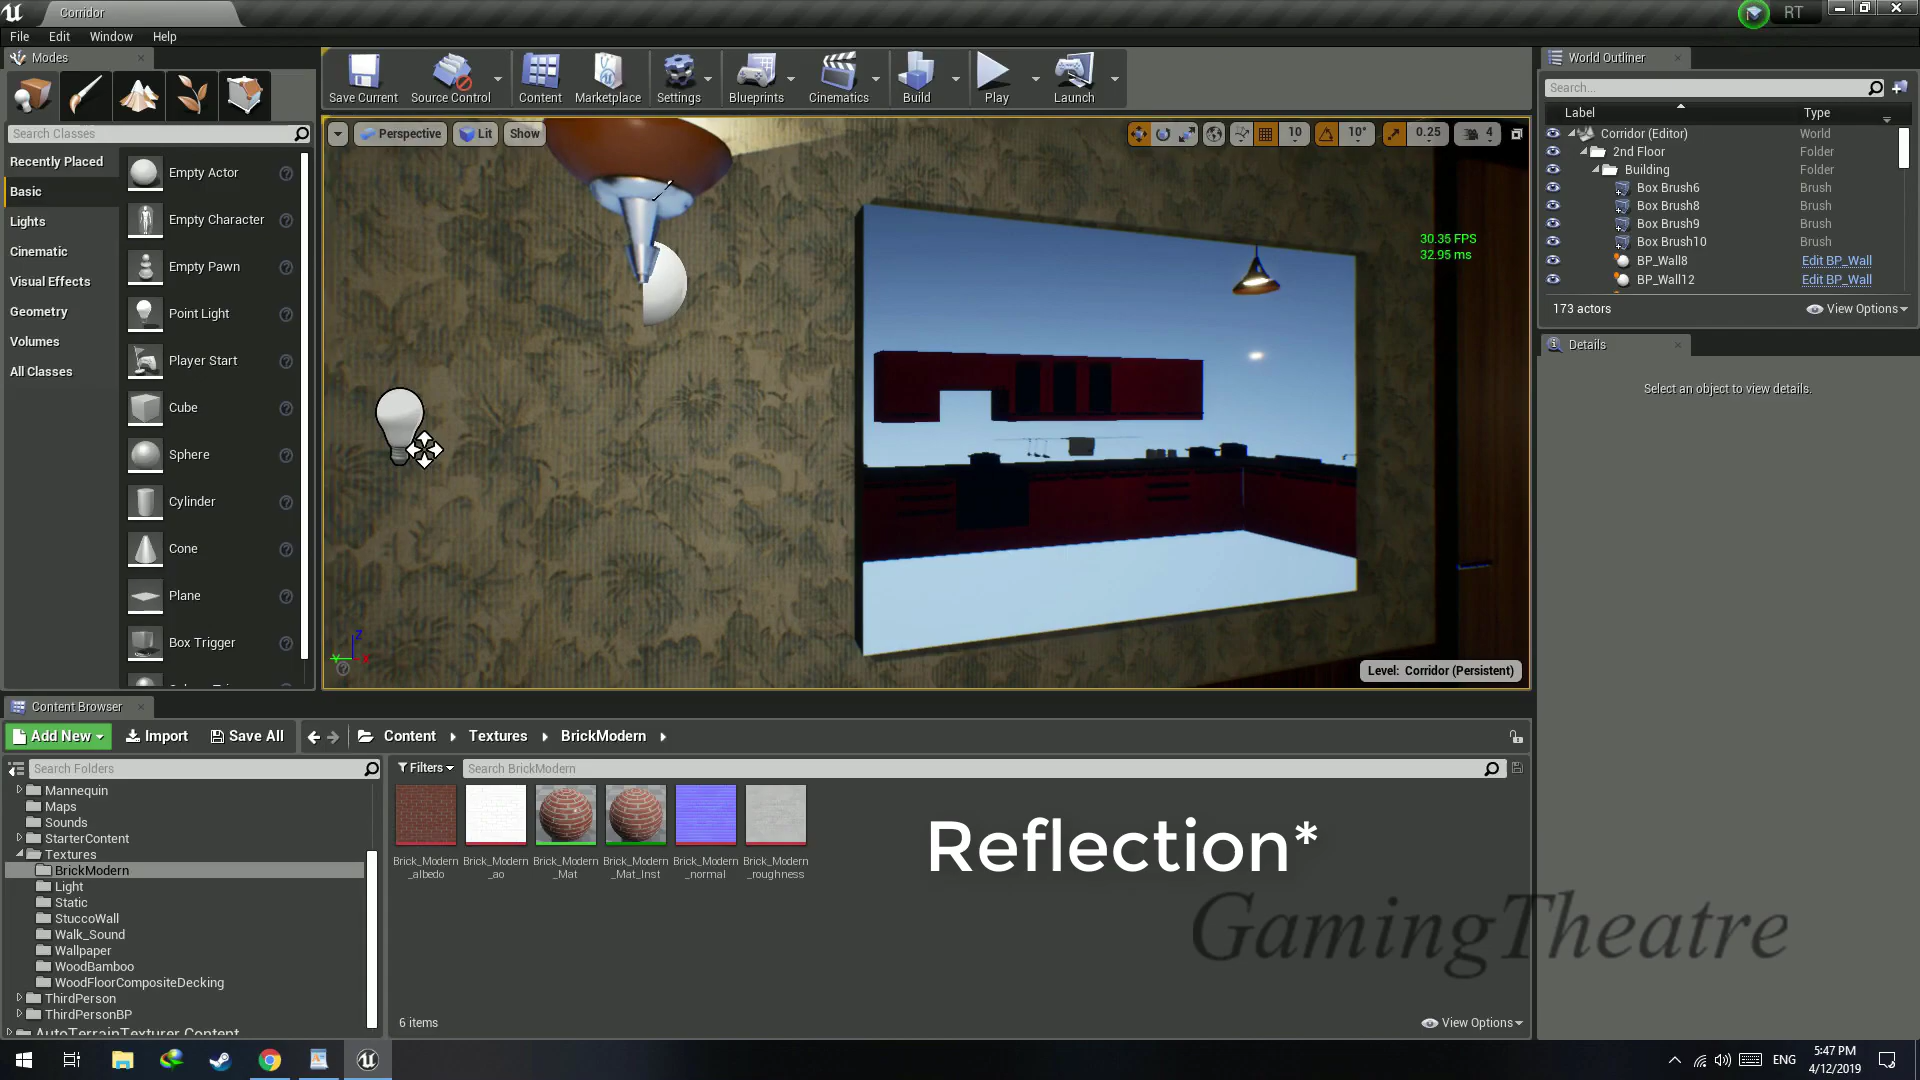 Corridor
RT
File Edit Window Help
Modes
Search Classes
Recently Placed
Basic
Lights
Cinematic
Visual Effects
Geometry
Volumes
All Classes
Empty Actor
Empty Character
Empty Pawn
Point Light
Player Start
Cube
Sphere
Cylinder
Cone
Plane
Box Trigger
Save Current Source Control Content Marketplace Settings Blueprints Cinematics Build Play Launch
Perspective Lit Show
10 10° 0.25 4
30.35 FPS
32.95 ms
Z
Y X
Level: Corridor (Persistent)
World Outliner
Search...
Label Type
Corridor (Editor) World
2nd Floor Folder
Building Folder
Box Brush6 Brush
Box Brush8 Brush
Box Brush9 Brush
Box Brush10 Brush
BP_Wall8 Edit BP_Wall
BP_Wall12 Edit BP_Wall
173 actors View Options
Details
Select an object to view details.
Content Browser
Add New Import Save All Content Textures BrickModern
Search Folders
Filters Search BrickModern
Mannequin
Maps
Sounds
StarterContent
Textures
BrickModern
Light
Static
StuccoWall
Walk_Sound
Wallpaper
WoodBamboo
WoodFloorCompositeDecking
ThirdPerson
ThirdPersonBP
AutoTerrainTexturer Content
Brick_Modern Brick_Modern Brick_Modern Brick_Modern Brick_Modern Brick_Modern
_albedo _ao _Mat _Mat_Inst _normal _roughness
Reflection*
GamingTheatre
6 items View Options
ENG
5:47 PM
4/12/2019